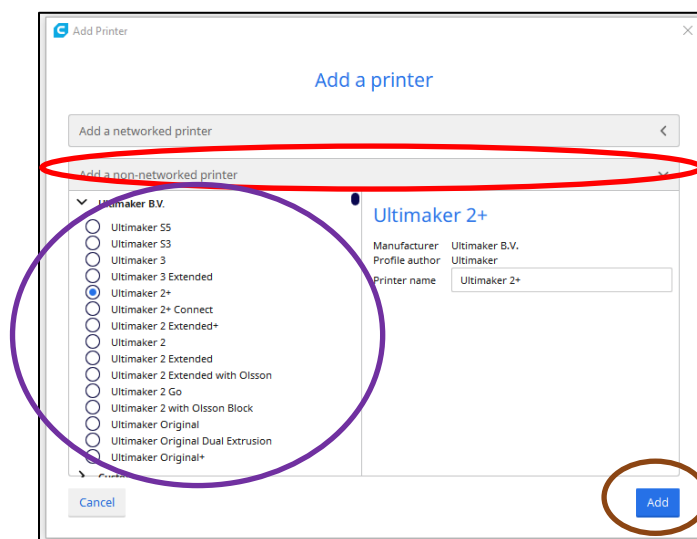 Add Printer
Add a printer
Add a networked printer
Add a non-networked printer
Ultimaker B.V.
Ultimaker S5
Ultimaker S3
Ultimaker 3
Ultimaker 3 Extended
Ultimaker 2+
Ultimaker 2+ Connect
Ultimaker 2 Extended+
Ultimaker 2
Ultimaker 2 Extended
Ultimaker 2 Extended with Olsson
Ultimaker 2 Go
Ultimaker 2 with Olsson Block
Ultimaker Original
Ultimaker Original Dual Extrusion
Ultimaker Original+
Ultimaker 2+
Manufacturer Ultimaker B.V.
Profile author Ultimaker
Printer name Ultimaker 2+
Cancel
Add